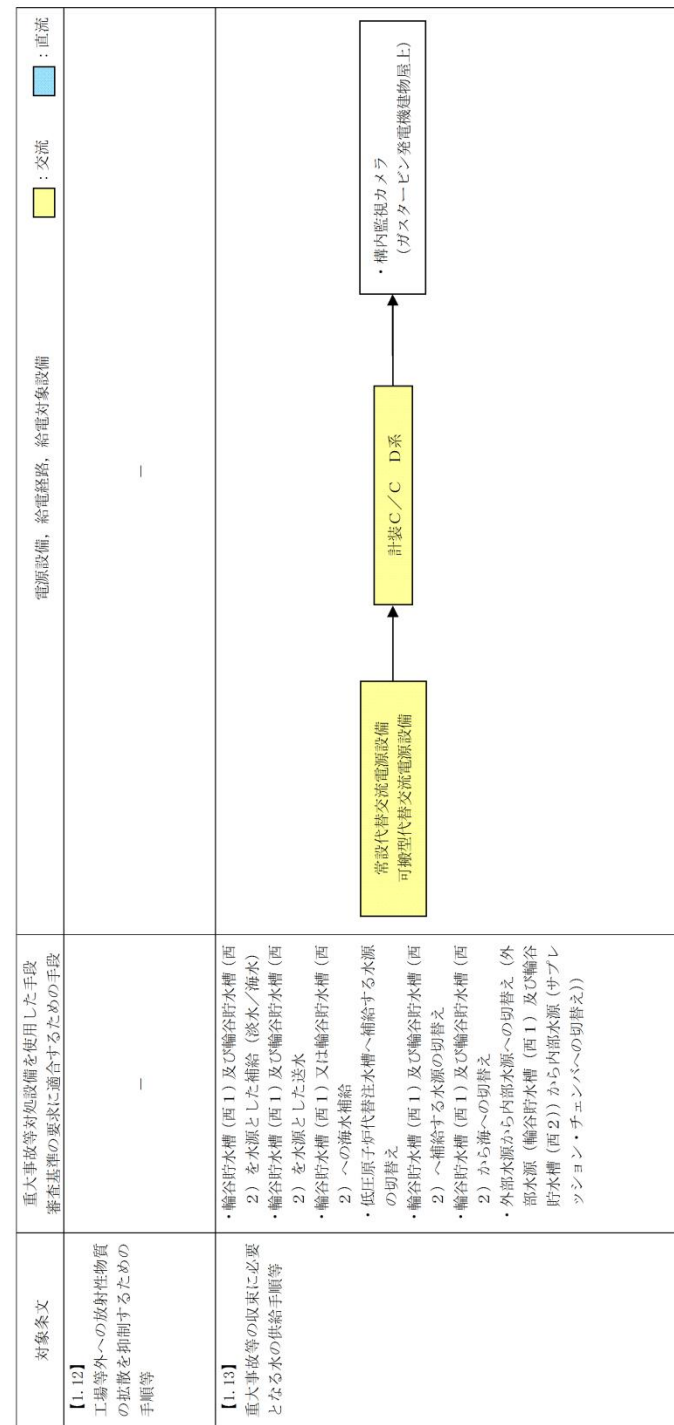 対象条文
重大事故等対処設備を使用した手段
審査基準の要求に適合するための手段
電源設備，給電経路，給電対象設備
：交流
：直流
【1.12】
工場等外への放射性物質
の拡散を抑制するための
手順等
－
－
【1.13】
重大事故等の収束に必要
となる水の供給手順等
・輪谷貯水槽（西１）及び輪谷貯水槽（西
２）を水源とした補給（淡水／海水）
・輪谷貯水槽（西１）及び輪谷貯水槽（西
２）を水源とした送水
・輪谷貯水槽（西１）又は輪谷貯水槽（西
２）への海水補給
・低圧原子炉代替注水槽へ補給する水源
の切替え
・輪谷貯水槽（西１）及び輪谷貯水槽（西
２）へ補給する水源の切替え
・輪谷貯水槽（西１）及び輪谷貯水槽（西
２）から海への切替え
・外部水源から内部水源への切替え（外
部水源（輪谷貯水槽（西１）及び輪谷
貯水槽（西２））から内部水源（サプレ
ッション・チェンバへの切替え））
常設代替交流電源設備
可搬型代替交流電源設備
計装Ｃ／Ｃ　Ｄ系
・構内監視カメラ
（ガスタービン発電機建物屋上）